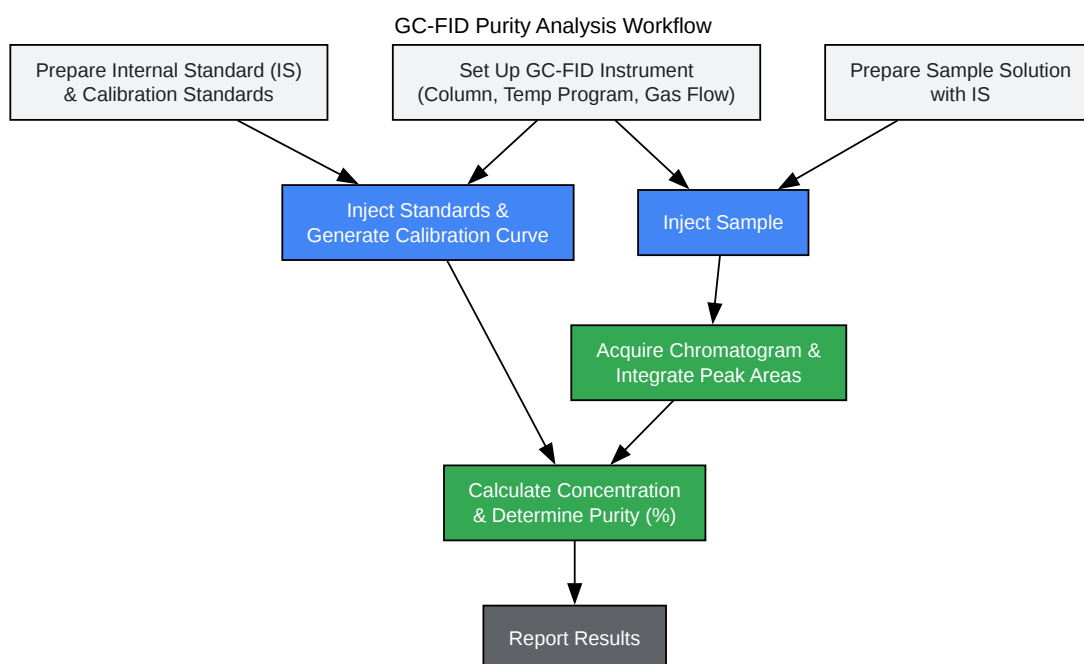 GC-FID Purity Analysis Workflow
Prepare Internal Standard (IS)
& Calibration Standards
Set Up GC-FID Instrument
(Column, Temp Program, Gas Flow)
Prepare Sample Solution
with IS
Inject Standards &
Generate Calibration Curve
Inject Sample
Acquire Chromatogram &
Integrate Peak Areas
Calculate Concentration
& Determine Purity (%)
Report Results